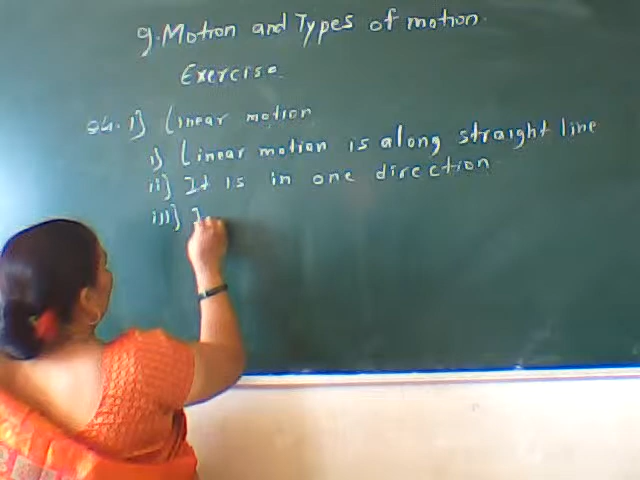 9. Motion and Types of motion.
Exercise.
Q4. 1] Linear motion
i] Linear motion is along straight line
ii] It is in one direction
iii] I